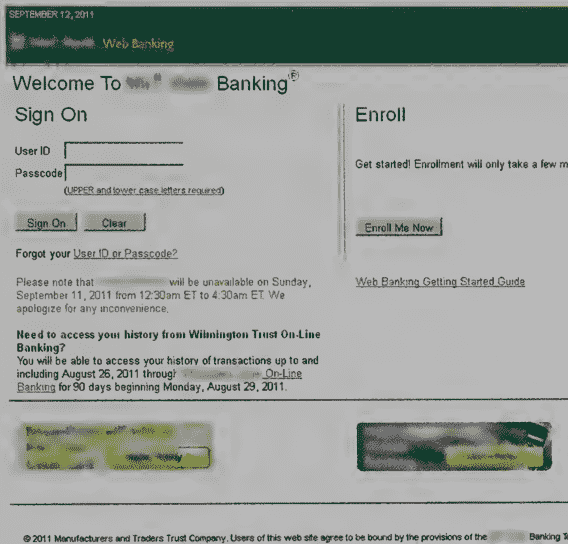 SEPTEMBER 12, 2011
Web Banking
Welcome To Banking®
Sign On
User ID
Passcode
(UPPER and lower case letters required)
Sign On Clear
Forgot your User ID or Passcode?
Please note that will be unavailable on Sunday,
September 11, 2011 from 12:30am ET to 4:30am ET. We
apologize for any inconvenience.
Need to access your history from Wilmington Trust On-Line
Banking?
You will be able to access your history of transactions up to and
including August 26, 2011 through On-Line
Banking for 90 days beginning Monday, August 29, 2011.
Enroll
Get started! Enrollment will only take a few m
Enroll Me Now
Web Banking Getting Started Guide
© 2011 Manufacturers and Traders Trust Company. Users of this web site agree to be bound by the provisions of the Banking